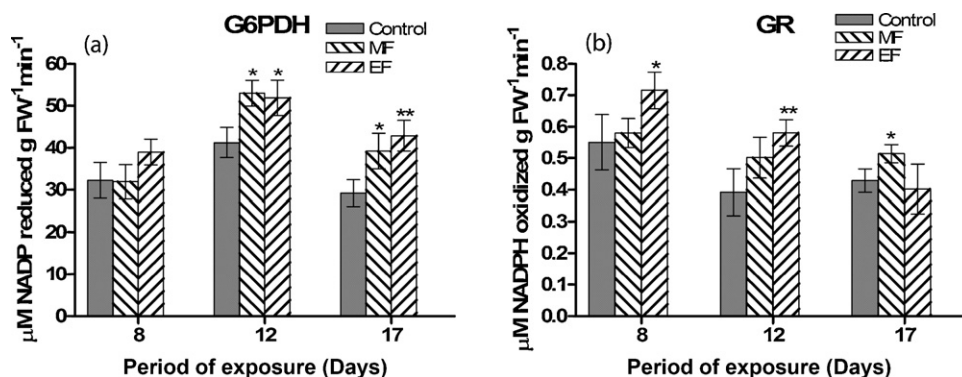 G6PDH
(a)
Control
MF
EF
μM NADP reduced g FW⁻¹min⁻¹
60
50
40
30
20
10
0
* *
* **
8 12 17
Period of exposure (Days)
GR
(b)
Control
MF
EF
μM NADPH oxidized g FW⁻¹min⁻¹
0.8
0.7
0.6
0.5
0.4
0.3
0.2
0.1
0.0
*
**
*
8 12 17
Period of exposure (Days)